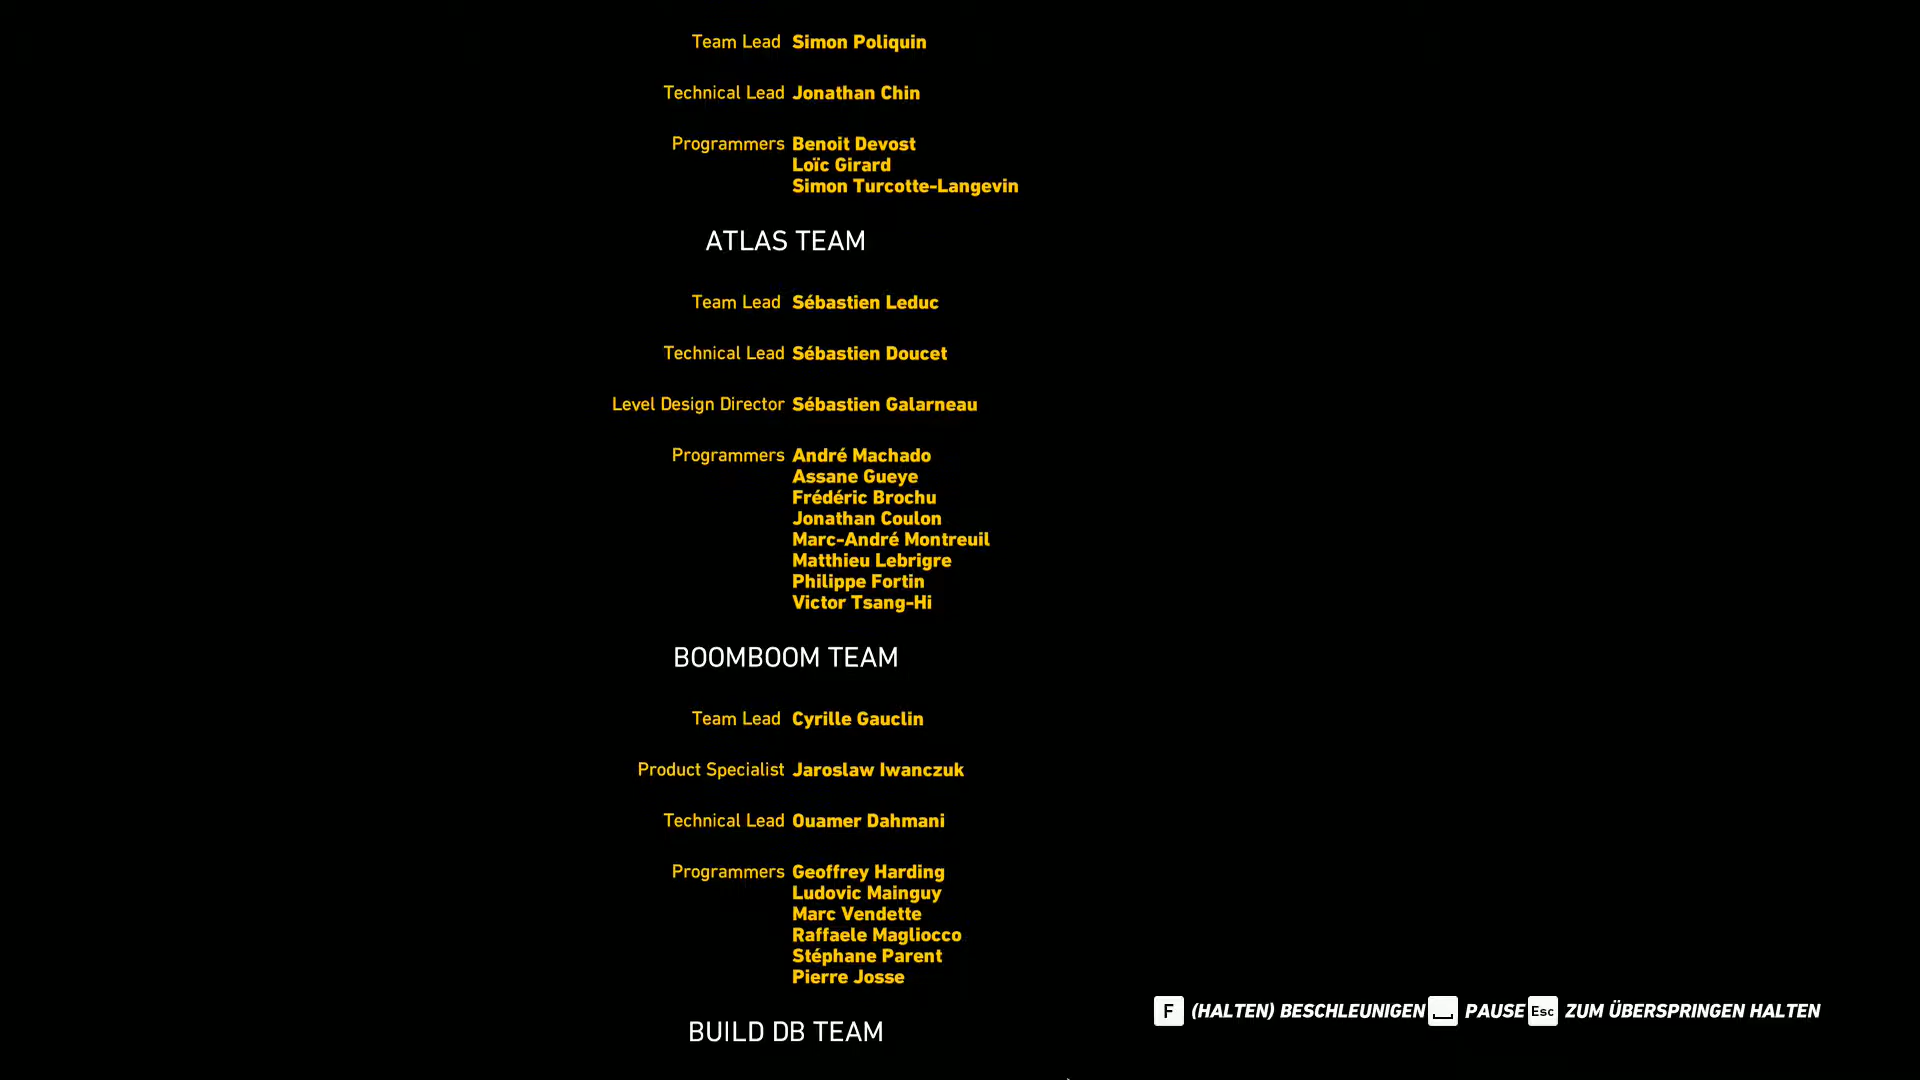 Team Lead Simon Poliquin
Technical Lead Jonathan Chin
Programmers Benoit Devost
Loïc Girard
Simon Turcotte-Langevin
ATLAS TEAM
Team Lead Sébastien Leduc
Technical Lead Sébastien Doucet
Level Design Director Sébastien Galarneau
Programmers André Machado
Assane Gueye
Frédéric Brochu
Jonathan Coulon
Marc-André Montreuil
Matthieu Lebrigre
Philippe Fortin
Victor Tsang-Hi
BOOMBOOM TEAM
Team Lead Cyrille Gauclin
Product Specialist Jaroslaw Iwanczuk
Technical Lead Ouamer Dahmani
Programmers Geoffrey Harding
Ludovic Mainguy
Marc Vendette
Raffaele Magliocco
Stéphane Parent
Pierre Josse
F (HALTEN) BESCHLEUNIGEN PAUSE Esc ZUM ÜBERSPRINGEN HALTEN
BUILD DB TEAM